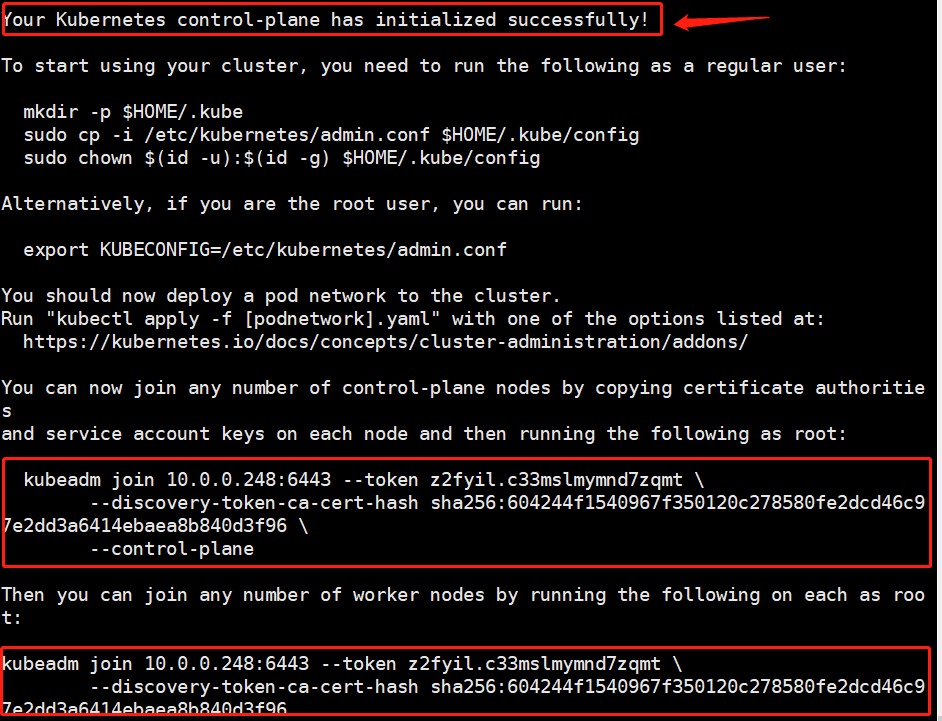 Your Kubernetes control-plane has initialized successfully!
To start using your cluster, you need to run the following as a regular user:
mkdir -p $HOME/.kube
sudo cp -i /etc/kubernetes/admin.conf $HOME/.kube/config
sudo chown $(id -u):$(id -g) $HOME/.kube/config
Alternatively, if you are the root user, you can run:
export KUBECONFIG=/etc/kubernetes/admin.conf
You should now deploy a pod network to the cluster.
Run "kubectl apply -f [podnetwork].yaml" with one of the options listed at:
https://kubernetes.io/docs/concepts/cluster-administration/addons/
You can now join any number of control-plane nodes by copying certificate authoritie
s
and service account keys on each node and then running the following as root:
kubeadm join 10.0.0.248:6443 --token z2fyil.c33mslmymnd7zqmt \
--discovery-token-ca-cert-hash sha256:604244f1540967f350120c278580fe2dcd46c9
7e2dd3a6414ebaea8b840d3f96 \
--control-plane
Then you can join any number of worker nodes by running the following on each as roo
t:
kubeadm join 10.0.0.248:6443 --token z2fyil.c33mslmymnd7zqmt \
--discovery-token-ca-cert-hash sha256:604244f1540967f350120c278580fe2dcd46c9
7e2dd3a6414ebaea8b840d3f96